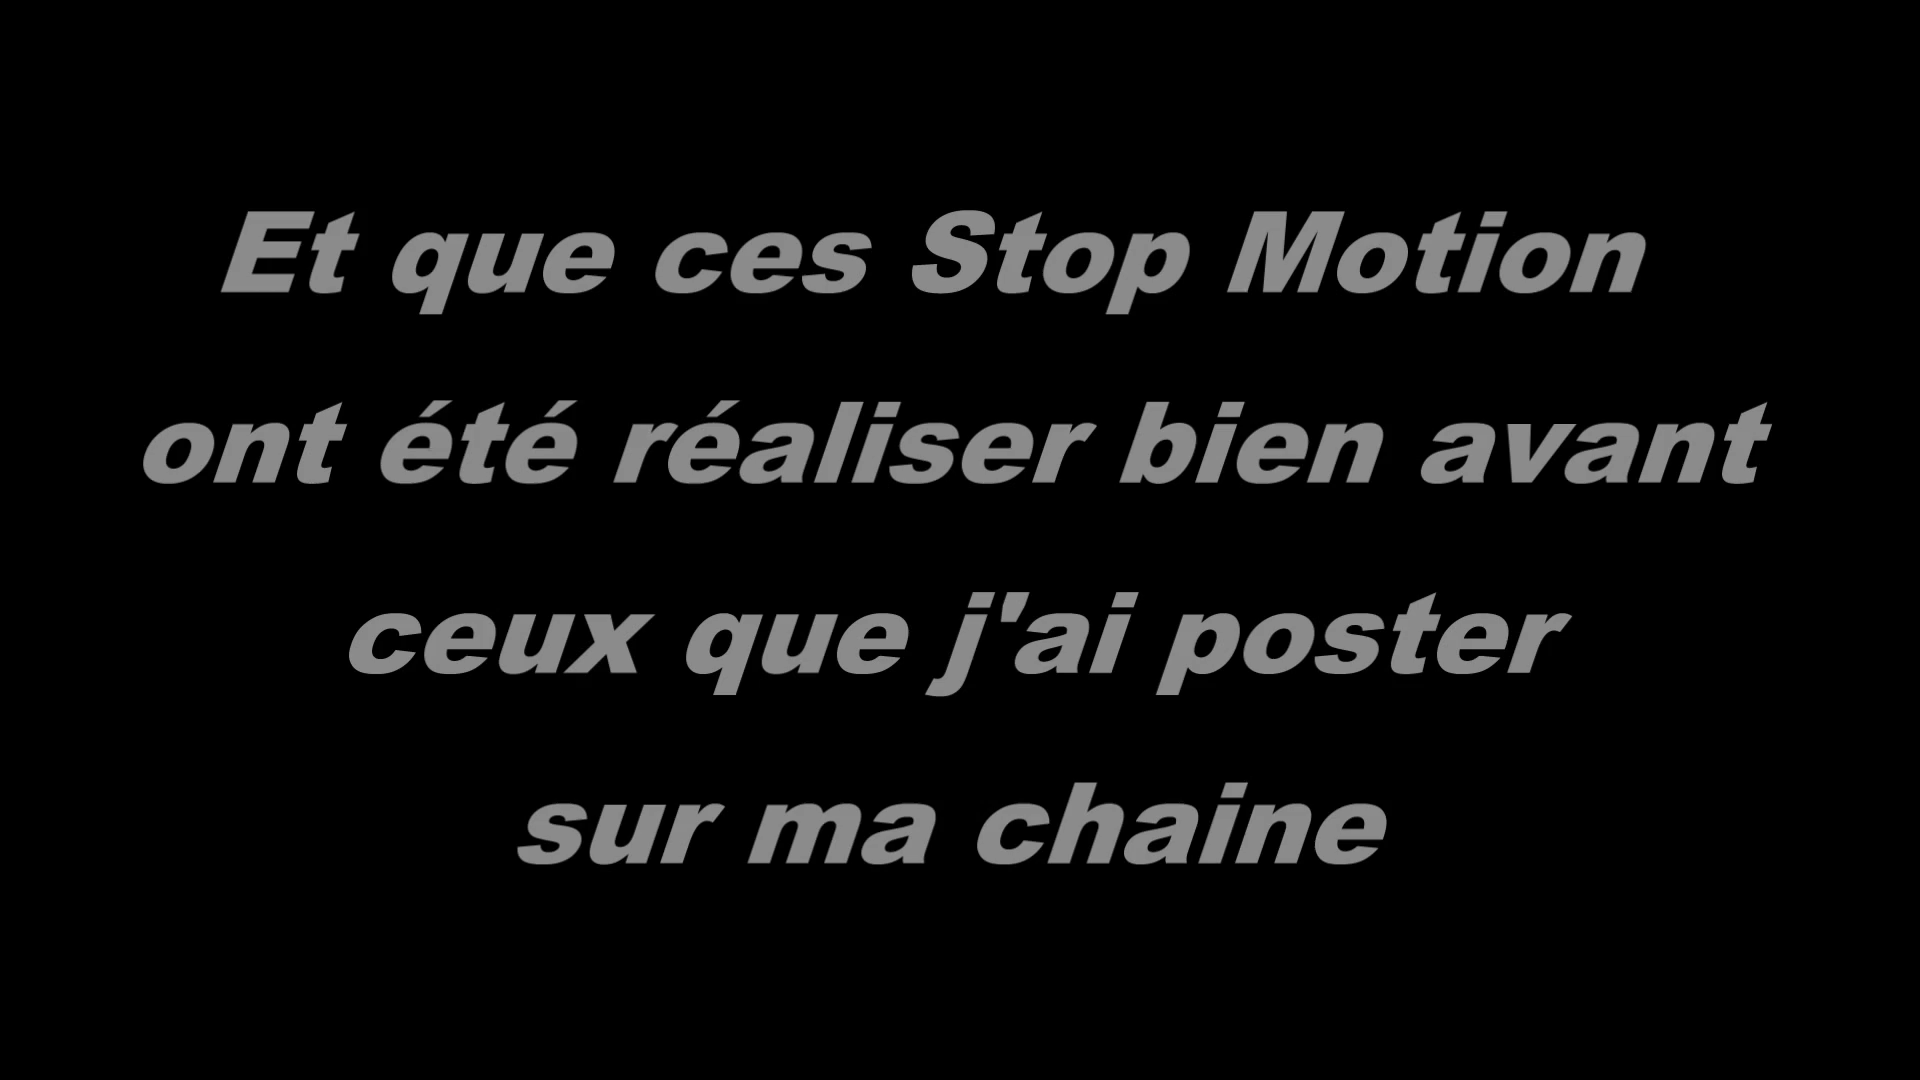 Et que ces Stop Motion
ont été réaliser bien avant
ceux que j'ai poster
sur ma chaine